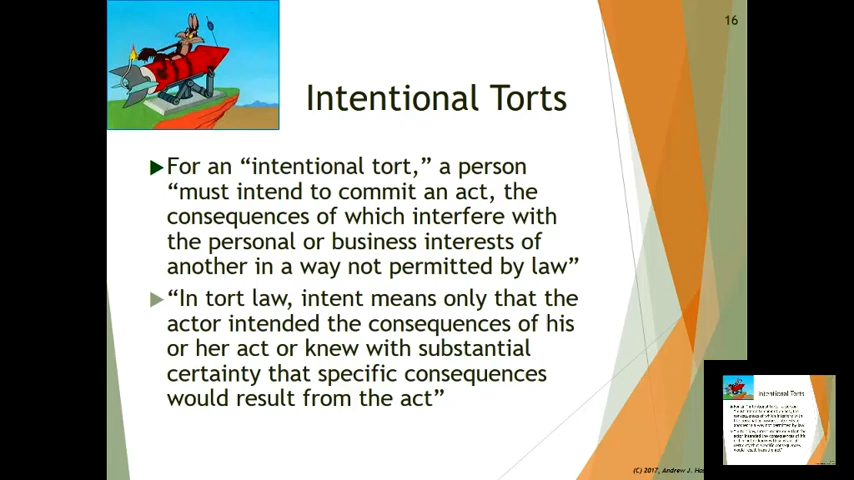 16
Intentional Torts
For an “intentional tort,” a person
“must intend to commit an act, the
consequences of which interfere with
the personal or business interests of
another in a way not permitted by law”
“In tort law, intent means only that the
actor intended the consequences of his
or her act or knew with substantial
certainty that specific consequences
would result from the act”
(C) 2017, Andrew J.
Intentional Torts